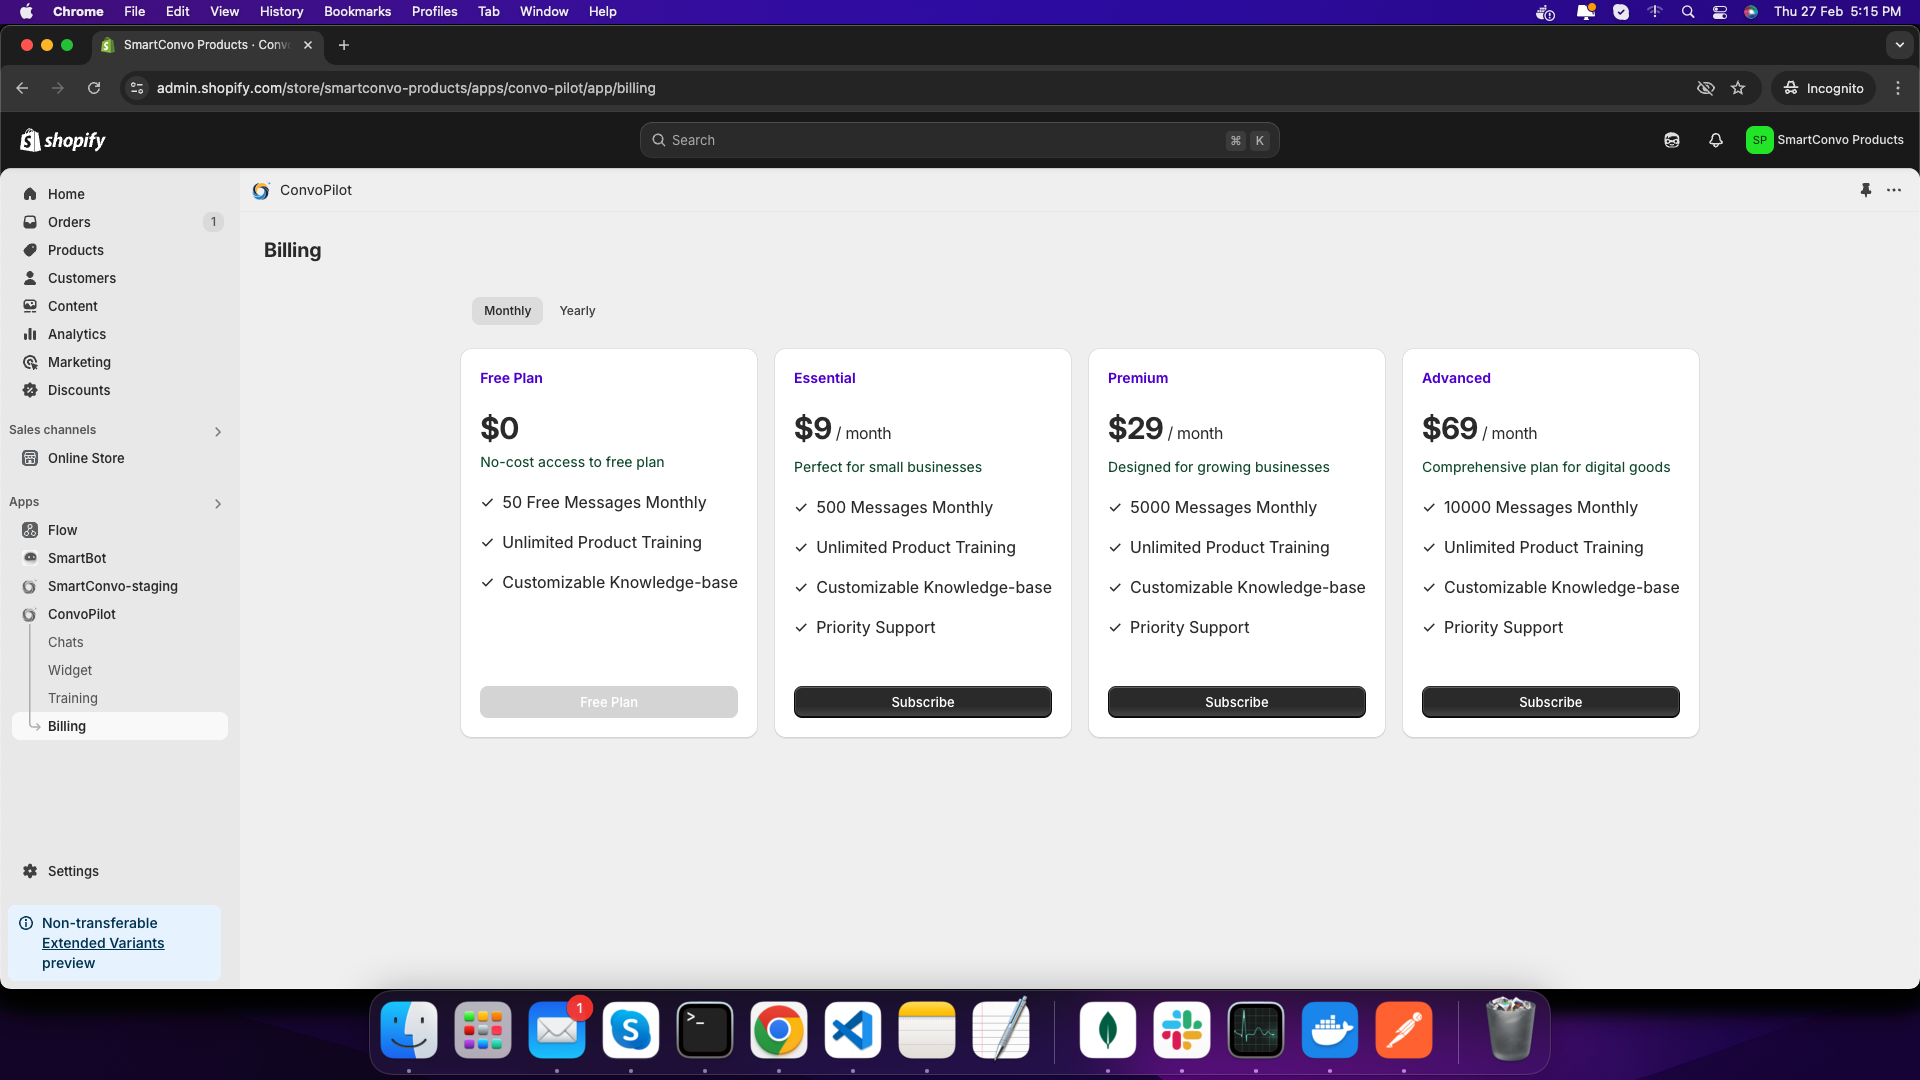 Chrome File Edit View History Bookmarks Profiles Tab Window Help
Thu 27 Feb 5:15 PM
SmartConvo Products · Conv
admin.shopify.com/store/smartconvo-products/apps/convo-pilot/app/billing
Incognito
shopify
Search
⌘ K
SP SmartConvo Products
Home
Orders 1
Products
Customers
Content
Analytics
Marketing
Discounts
Sales channels
Online Store
Apps
Flow
SmartBot
SmartConvo-staging
ConvoPilot
Chats
Widget
Training
Billing
Settings
Non-transferable
Extended Variants
preview
ConvoPilot
Billing
Monthly Yearly
Free Plan
$0
No-cost access to free plan
50 Free Messages Monthly
Unlimited Product Training
Customizable Knowledge-base
Free Plan
Essential
$9 / month
Perfect for small businesses
500 Messages Monthly
Unlimited Product Training
Customizable Knowledge-base
Priority Support
Subscribe
Premium
$29 / month
Designed for growing businesses
5000 Messages Monthly
Unlimited Product Training
Customizable Knowledge-base
Priority Support
Subscribe
Advanced
$69 / month
Comprehensive plan for digital goods
10000 Messages Monthly
Unlimited Product Training
Customizable Knowledge-base
Priority Support
Subscribe
1